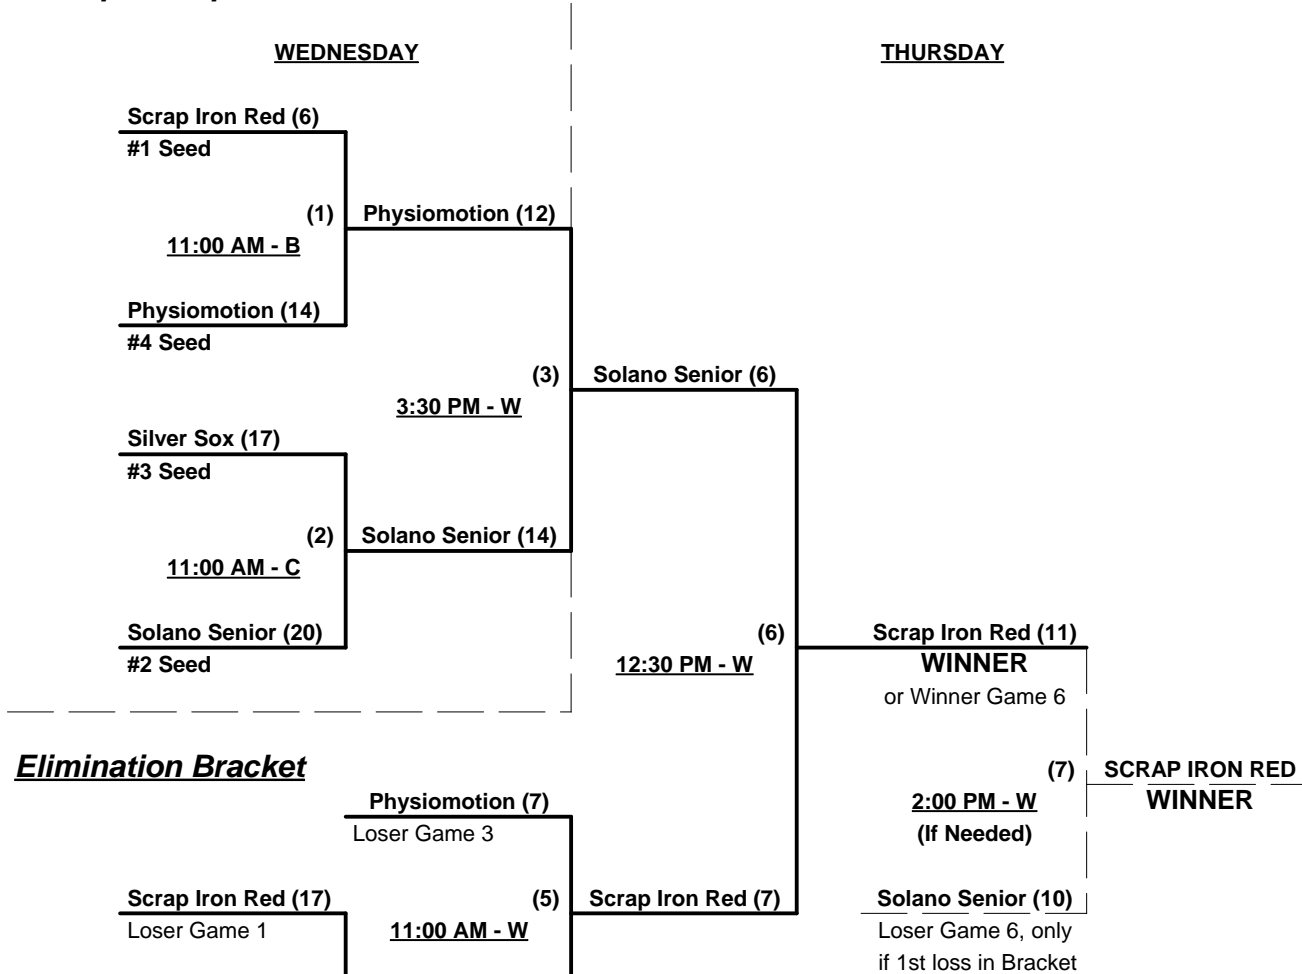 WEDNESDAY
THURSDAY
Scrap Iron Red (6)
#1 Seed
(1)
Physiomotion (12)
11:00 AM - B
Physiomotion (14)
#4 Seed
(3)
Solano Senior (6)
3:30 PM - W
Silver Sox (17)
#3 Seed
(2)
Solano Senior (14)
11:00 AM - C
Solano Senior (20)
#2 Seed
(6)
Scrap Iron Red (11)
12:30 PM - W
WINNER
or Winner Game 6
Elimination Bracket
(7)
SCRAP IRON RED
WINNER
Physiomotion (7)
Loser Game 3
2:00 PM - W
(If Needed)
Scrap Iron Red (17)
Loser Game 1
(5)
Scrap Iron Red (7)
11:00 AM - W
Solano Senior (10)
Loser Game 6, only
if 1st loss in Bracket